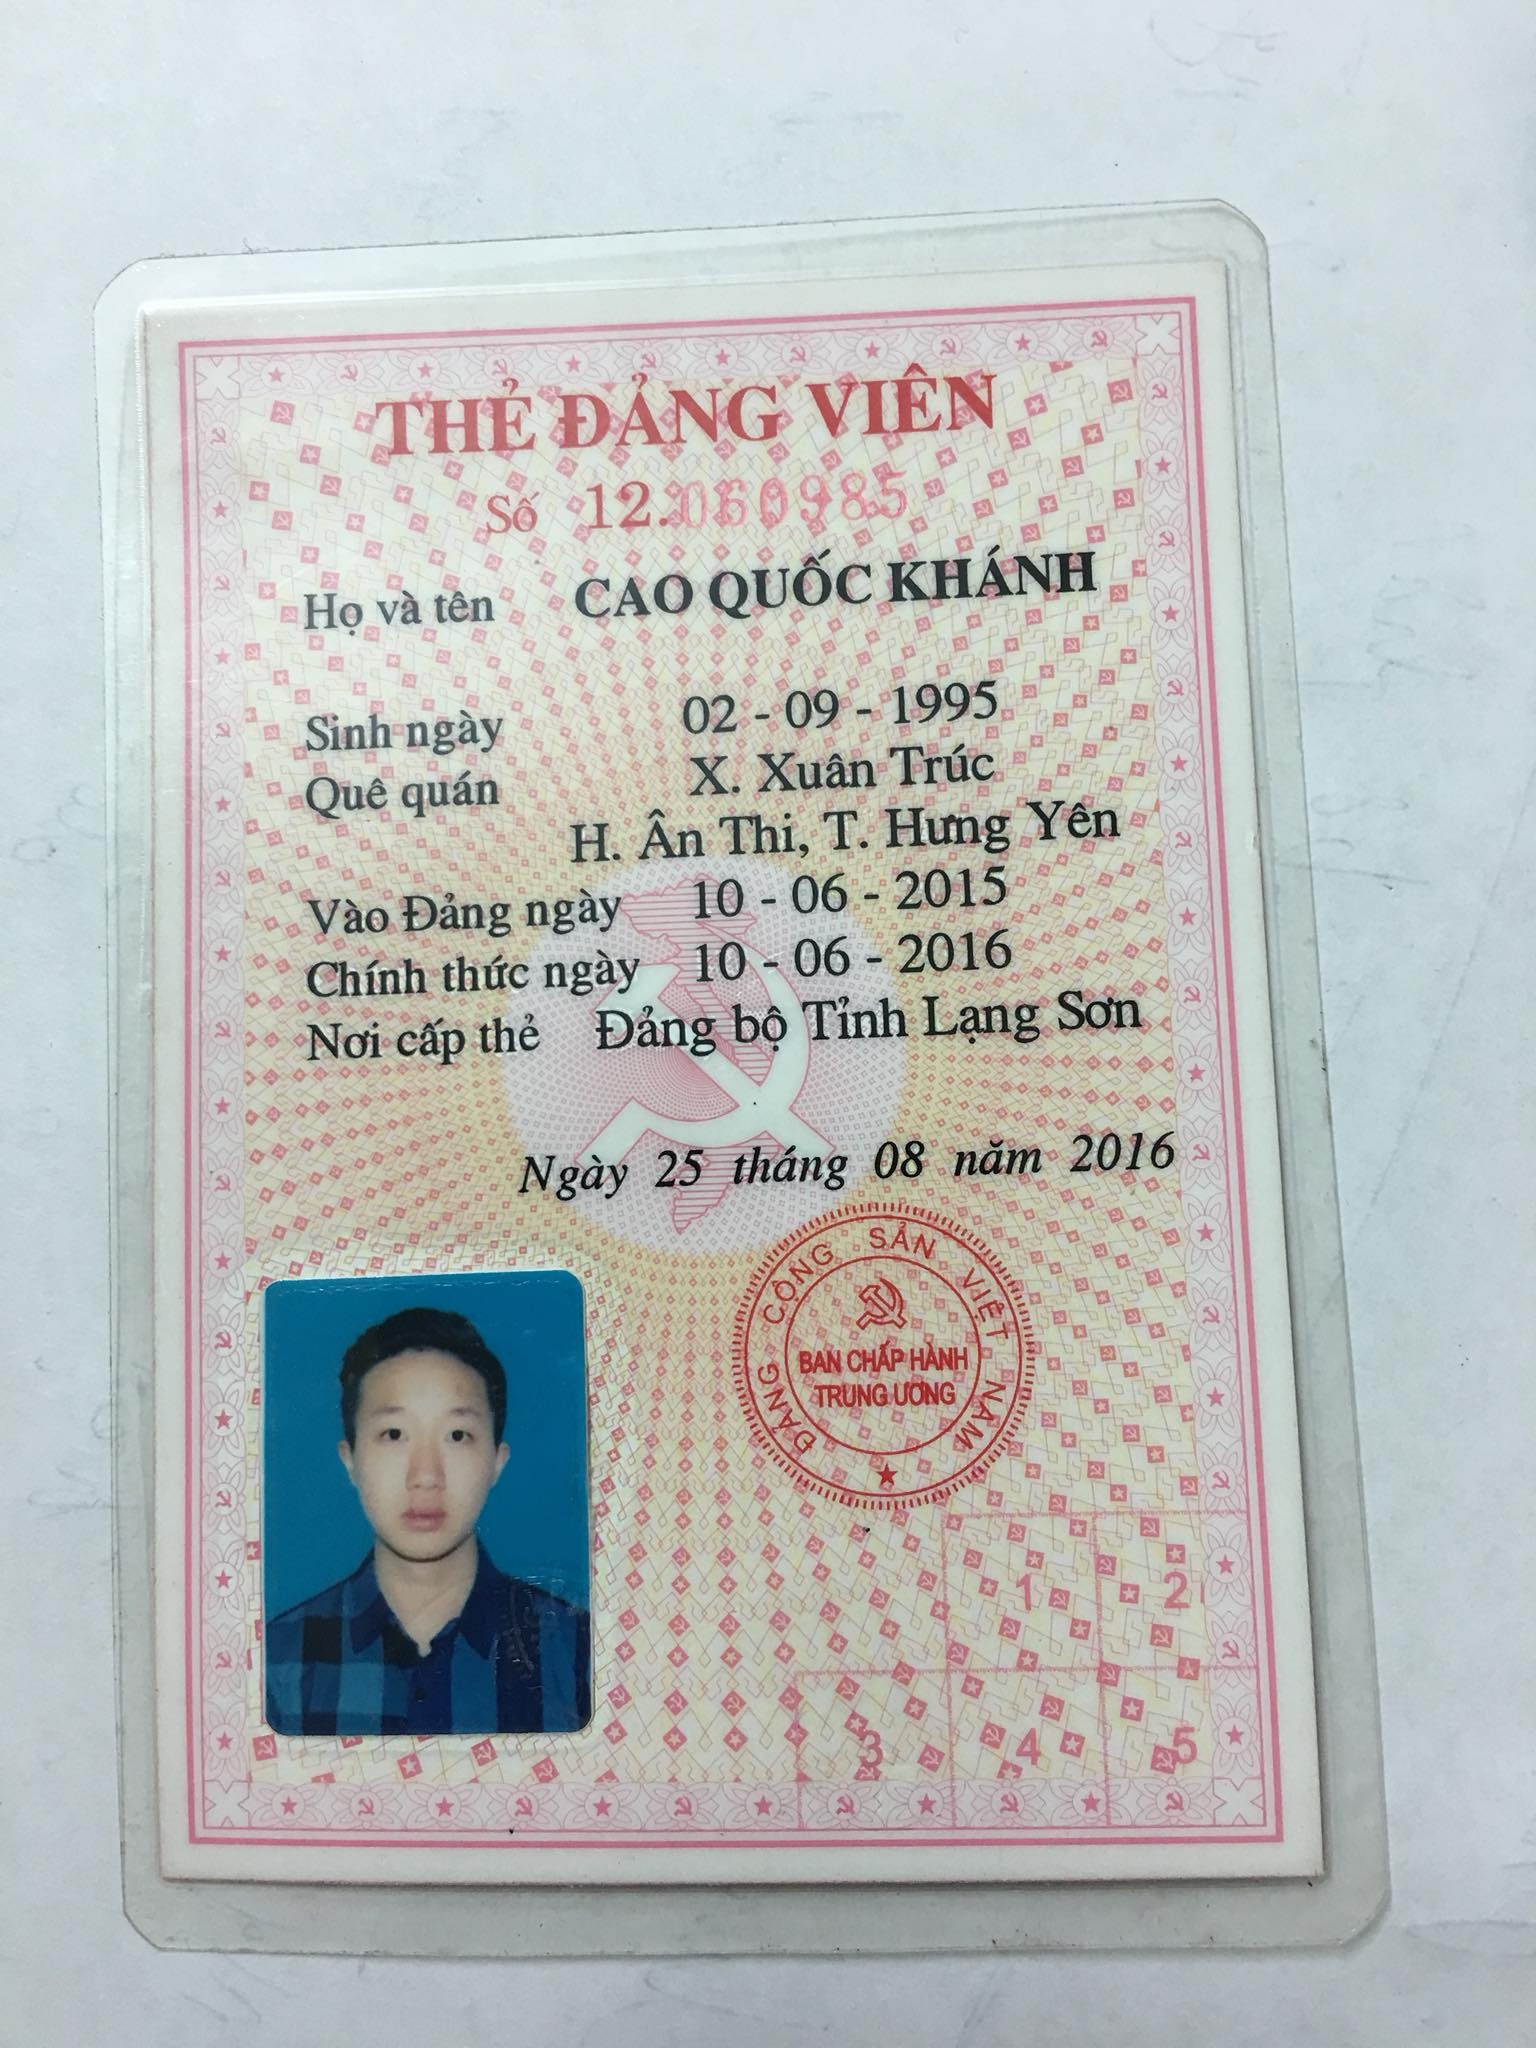 THẺ ĐẢNG VIÊN
Số 12.060985
Họ và tên CAO QUỐC KHÁNH
Sinh ngày 02 - 09 - 1995
Quê quán X. Xuân Trúc
H. Ân Thi, T. Hưng Yên
Vào Đảng ngày 10 - 06 - 2015
Chính thức ngày 10 - 06 - 2016
Nơi cấp thẻ Đảng bộ Tỉnh Lạng Sơn
Ngày 25 tháng 08 năm 2016
ĐẢNG CỘNG SẢN VIỆT NAM
BAN CHẤP HÀNH
TRUNG ƯƠNG
1 2
3 4 5